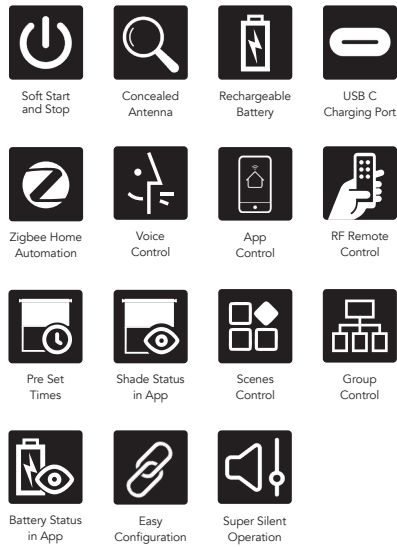 Soft Start
and Stop
Concealed
Antenna
Rechargeable
Battery
USB C
Charging Port
Zigbee Home
Automation
Voice
Control
App
Control
RF Remote
Control
Pre Set
Times
Shade Status
in App
Scenes
Control
Group
Control
Battery Status
in App
Easy
Configuration
Super Silent
Operation